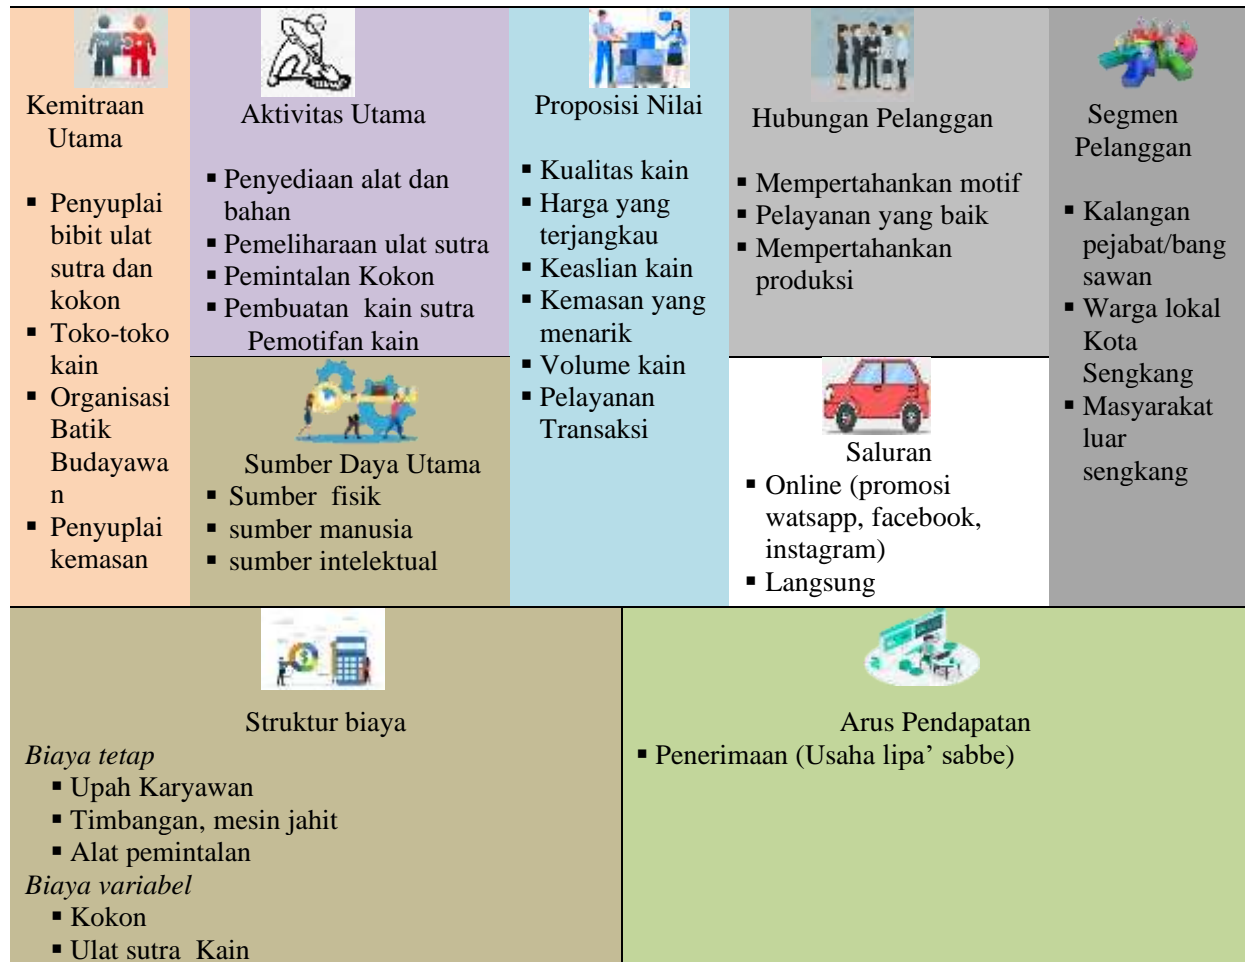 Kemitraan
Utama
▪ Penyuplai
bibit ulat
sutra dan
kokon
▪ Toko-toko
kain
▪ Organisasi
Batik
Budayawa
n
▪ Penyuplai
kemasan
Aktivitas Utama
▪ Penyediaan alat dan
bahan
▪ Pemeliharaan ulat sutra
▪ Pemintalan Kokon
▪ Pembuatan kain sutra
Pemotifan kain
Sumber Daya Utama
▪ Sumber fisik
▪ sumber manusia
▪ sumber intelektual
Proposisi Nilai
▪ Kualitas kain
▪ Harga yang
terjangkau
▪ Keaslian kain
▪ Kemasan yang
menarik
▪ Volume kain
▪ Pelayanan
Transaksi
Hubungan Pelanggan
▪ Mempertahankan motif
▪ Pelayanan yang baik
▪ Mempertahankan
produksi
Saluran
▪ Online (promosi
watsapp, facebook,
instagram)
▪ Langsung
Segmen
Pelanggan
▪ Kalangan
pejabat/bang
sawan
▪ Warga lokal
Kota
Sengkang
▪ Masyarakat
luar
sengkang
Struktur biaya
Biaya tetap
▪ Upah Karyawan
▪ Timbangan, mesin jahit
▪ Alat pemintalan
Biaya variabel
▪ Kokon
▪ Ulat sutra Kain
Arus Pendapatan
▪ Penerimaan (Usaha lipa’ sabbe)